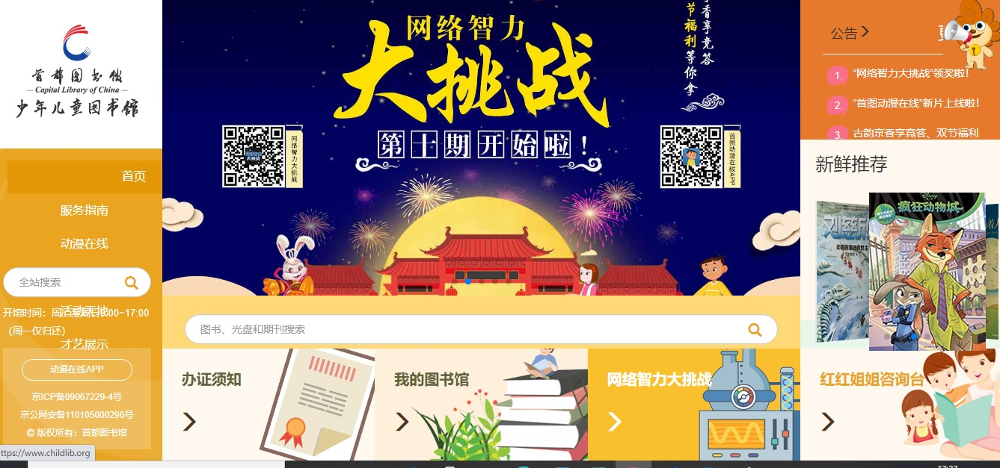 首都图书馆
— Capital Library of China —
少年儿童图书馆
首页
服务指南
动漫在线
全站搜索
活动天地
开馆时间：
9:00~17:00
（周一仅归还）
才艺展示
动漫在线APP
京ICP备09067229-4号
京公网安备110105000296号
© 版权所有：首都图书馆
ttps://www.childlib.org
网络智力
大挑战
第十期开始啦！
香享竞答
节福利等你拿
网络智力大挑战
首图动漫在线APP
图书、光盘和期刊搜索
办证须知
我的图书馆
网络智力大挑战
红红姐姐咨询台
公告
1. “网络智力大挑战”领奖啦！
2. “首图动漫在线”新片上线啦！
3. 古韵京香享竞答、双节福利
新鲜推荐
刘慈欣
Disney
疯狂动物城
17:27